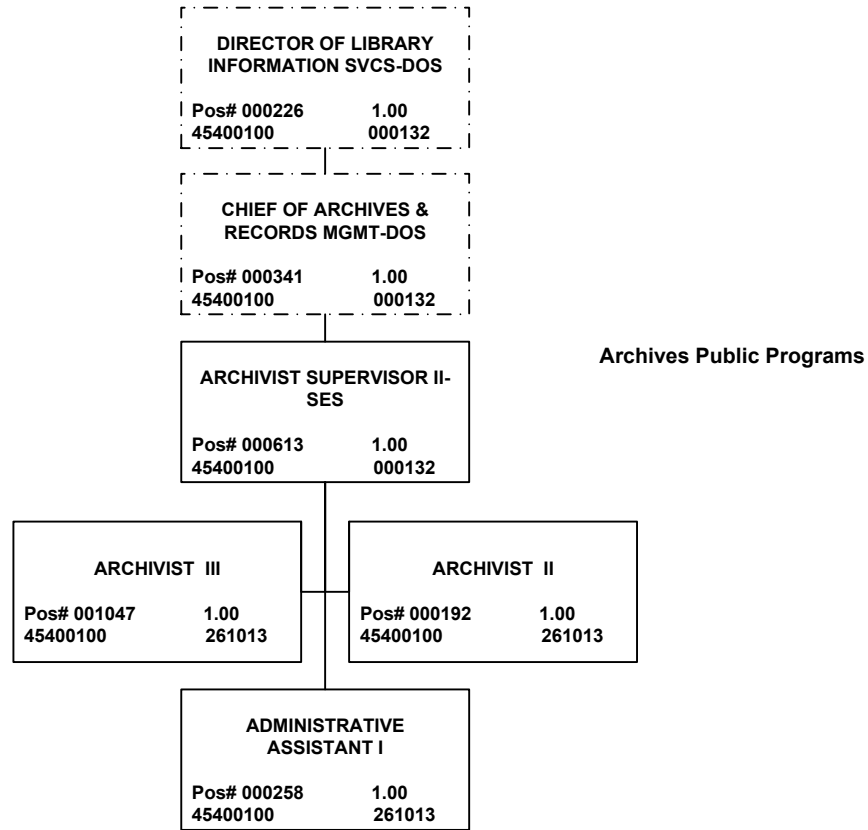 DIRECTOR OF LIBRARY
INFORMATION SVCS-DOS
Pos# 000226 1.00
45400100 000132
CHIEF OF ARCHIVES &
RECORDS MGMT-DOS
Pos# 000341 1.00
45400100 000132
Archives Public Programs
ARCHIVIST SUPERVISOR II-
SES
Pos# 000613 1.00
45400100 000132
ARCHIVIST III
Pos# 001047 1.00
45400100 261013
ARCHIVIST II
Pos# 000192 1.00
45400100 261013
ADMINISTRATIVE
ASSISTANT I
Pos# 000258 1.00
45400100 261013